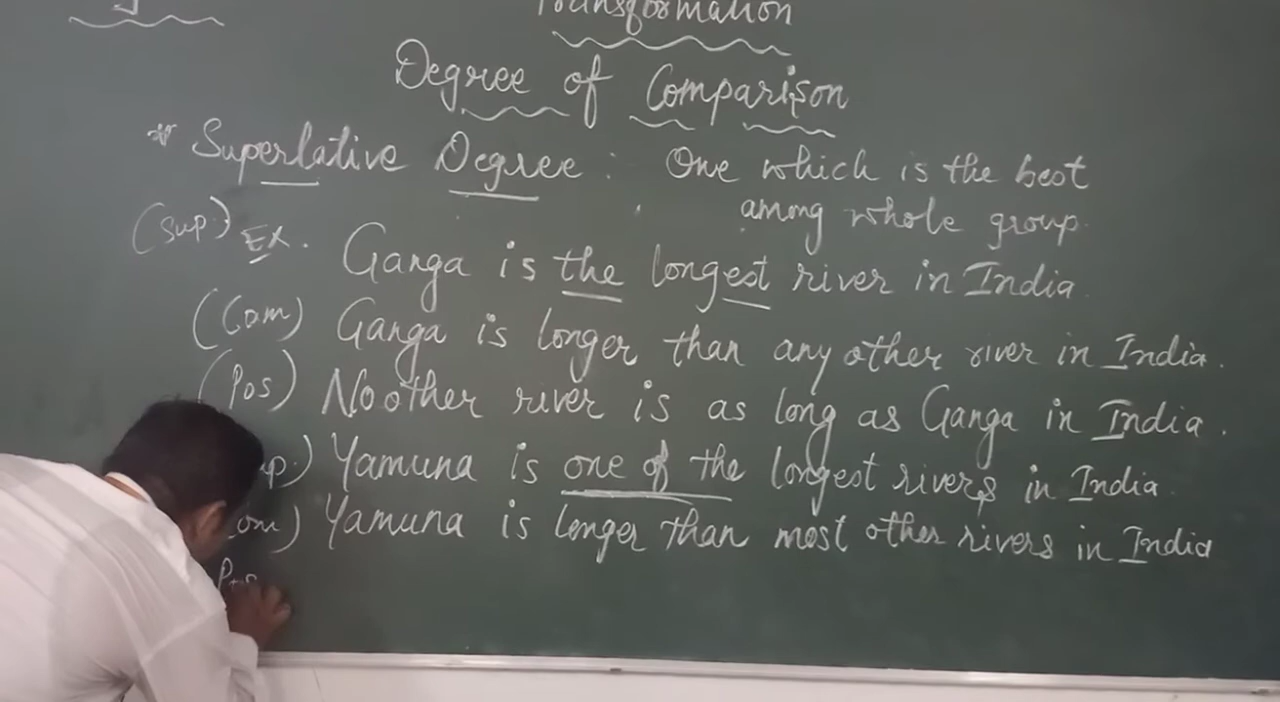 Transformation
Degree of Comparison
* Superlative Degree : One which is the best
among whole group.
(Sup.) Ex. Ganga is the longest river in India.
(Com) Ganga is longer than any other river in India.
(Pos) No other river is as long as Ganga in India.
p.) Yamuna is one of the longest rivers in India.
om) Yamuna is longer than most other rivers in India
Pos